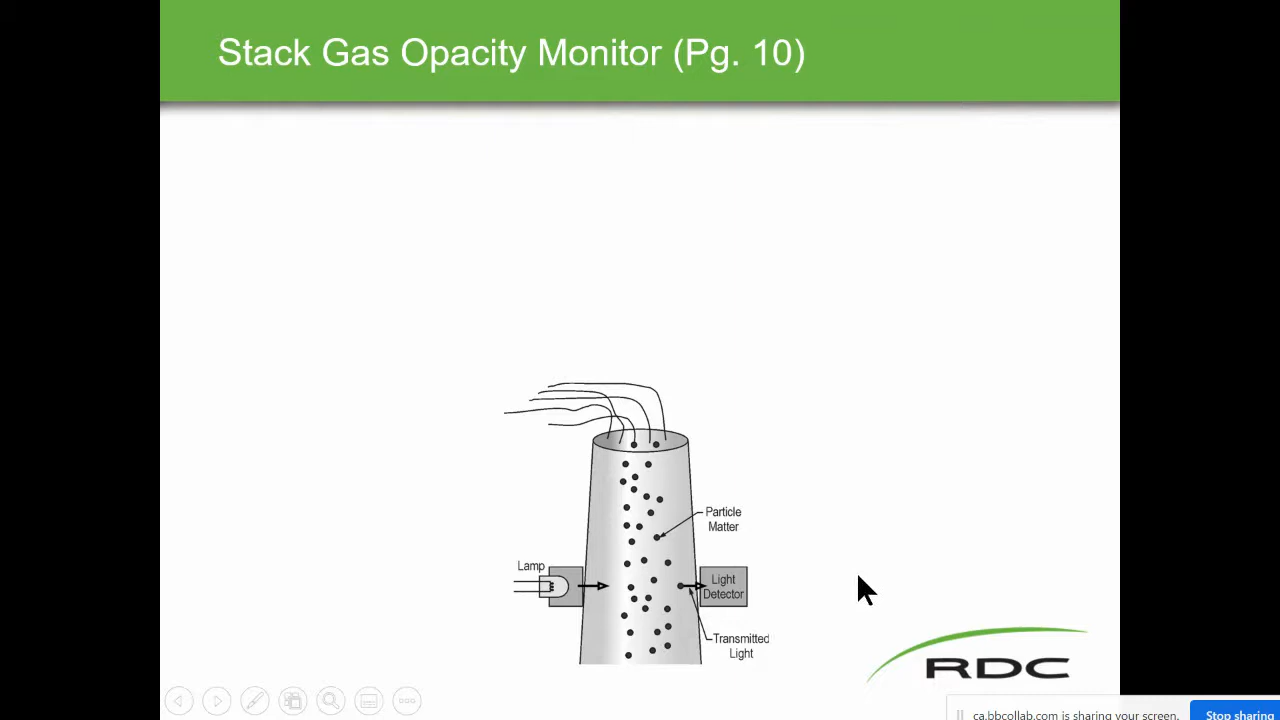 Stack Gas Opacity Monitor (Pg. 10)
Particle
Matter
Lamp
Light
Detector
Transmitted
Light
RDC
ca.bbcollab.com is sharing your screen.
Stop sharing